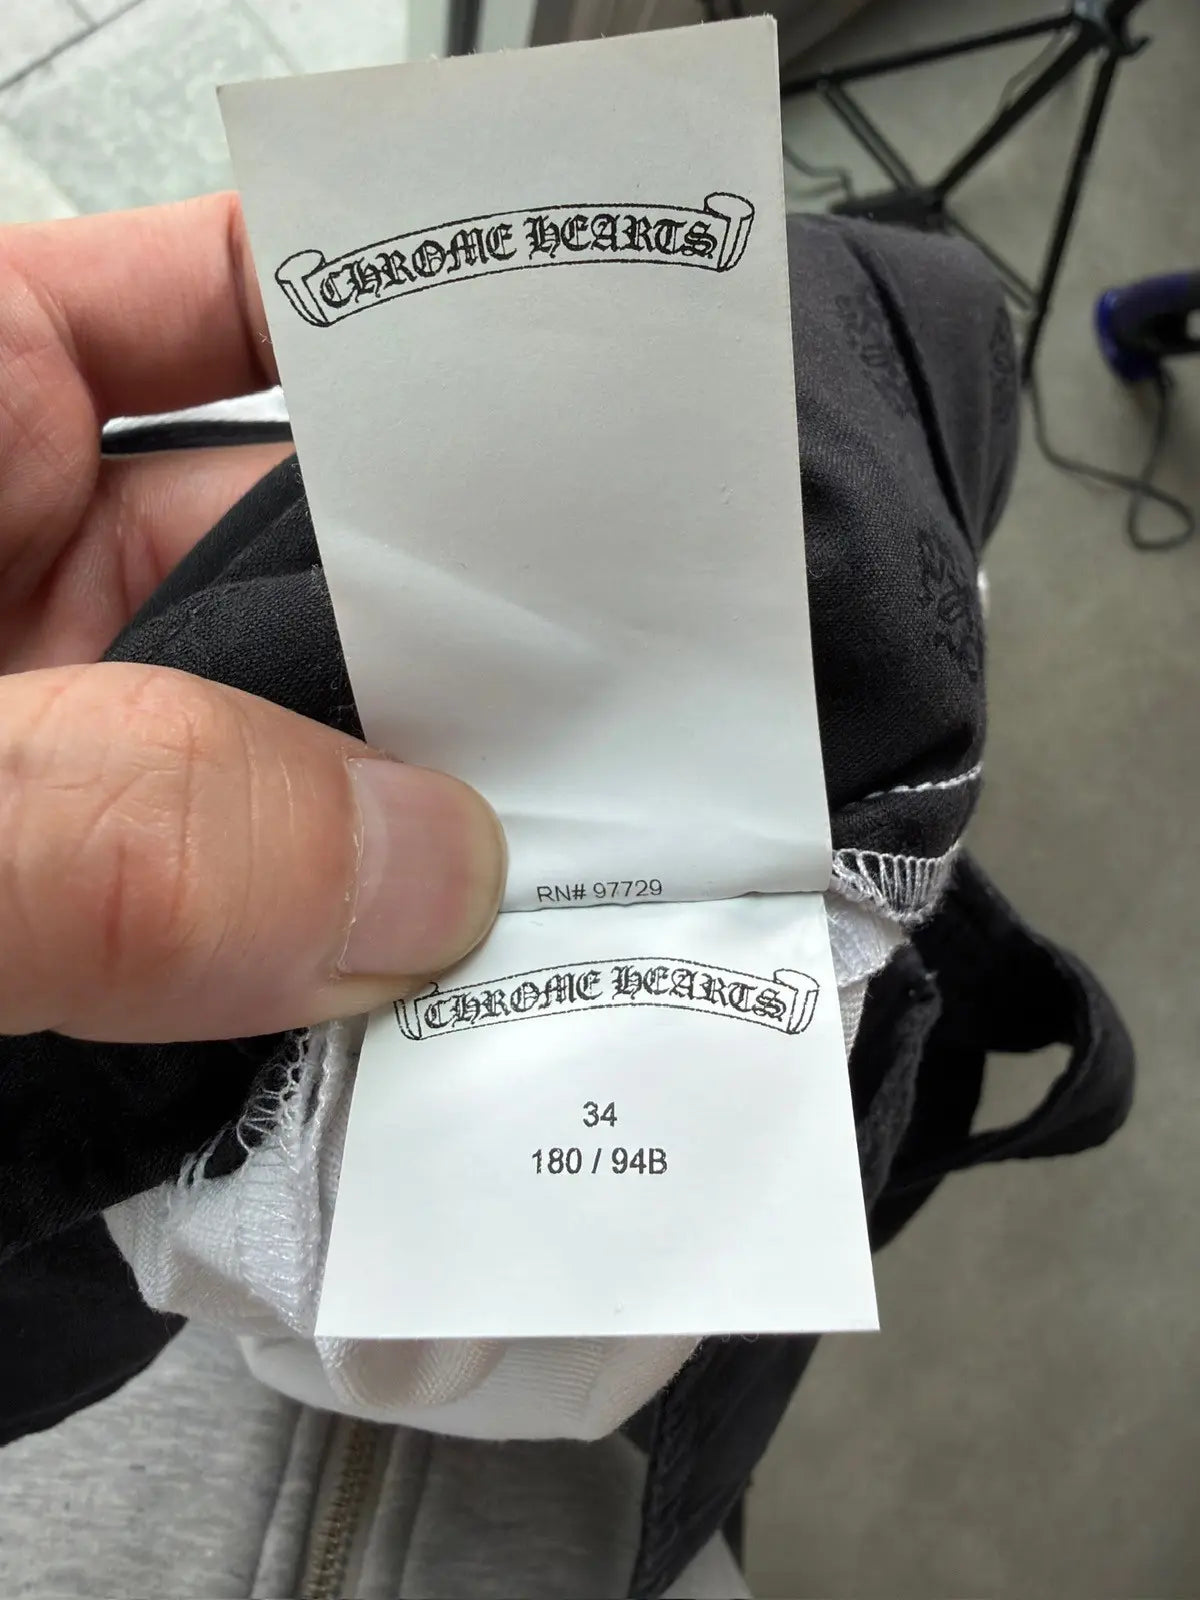 CHROME HEARTS
RN# 97729
CHROME HEARTS
34
180 / 94B